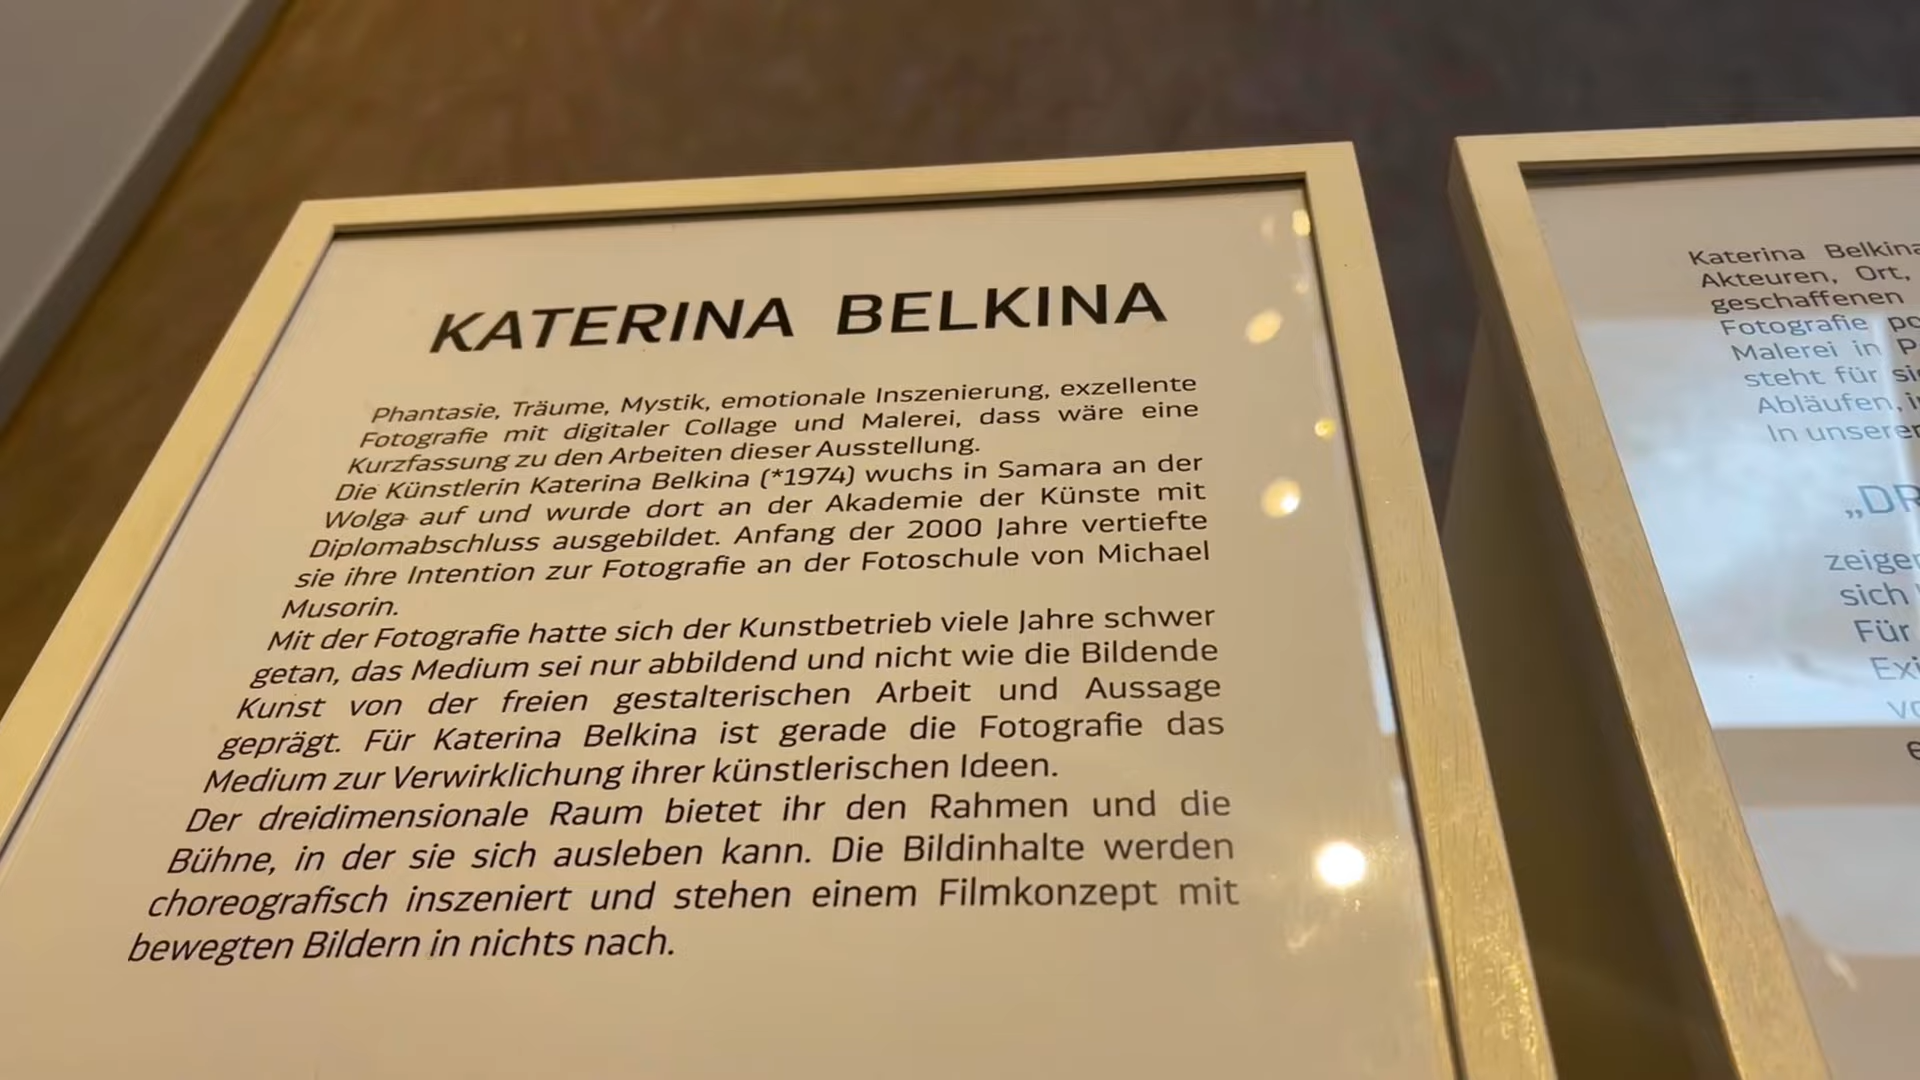 KATERINA BELKINA
Phantasie, Träume, Mystik, emotionale Inszenierung, exzellente
Fotografie mit digitaler Collage und Malerei, dass wäre eine
Kurzfassung zu den Arbeiten dieser Ausstellung.
Die Künstlerin Katerina Belkina (*1974) wuchs in Samara an der
Wolga auf und wurde dort an der Akademie der Künste mit
Diplomabschluss ausgebildet. Anfang der 2000 Jahre vertiefte
sie ihre Intention zur Fotografie an der Fotoschule von Michael
Musorin.
Mit der Fotografie hatte sich der Kunstbetrieb viele Jahre schwer
getan, das Medium sei nur abbildend und nicht wie die Bildende
Kunst von der freien gestalterischen Arbeit und Aussage
geprägt. Für Katerina Belkina ist gerade die Fotografie das
Medium zur Verwirklichung ihrer künstlerischen Ideen.
Der dreidimensionale Raum bietet ihr den Rahmen und die
Bühne, in der sie sich ausleben kann. Die Bildinhalte werden
choreografisch inszeniert und stehen einem Filmkonzept mit
bewegten Bildern in nichts nach.
Katerina Belkina
Akteuren, Ort,
geschaffenen
Fotografie
Malerei in
steht für
Abläufen,
In unserer
„DR
zeigen
sich
Für